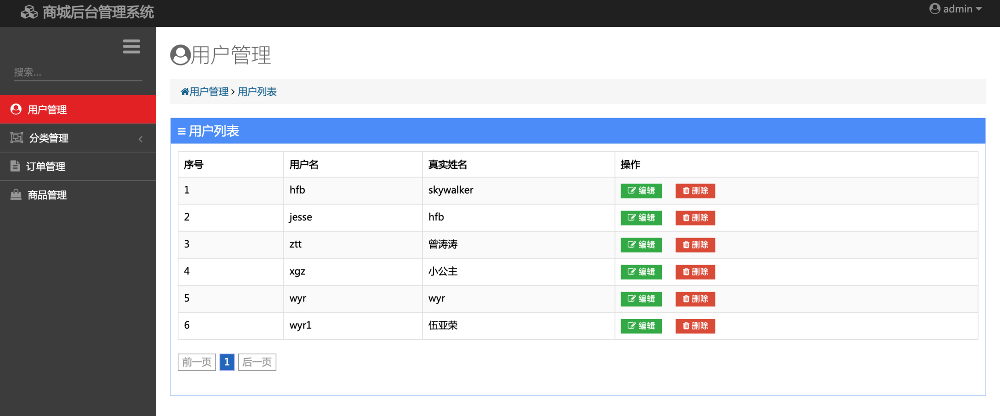 商城后台管理系统
admin
搜索...
用户管理
分类管理
订单管理
商品管理
用户管理
用户管理 > 用户列表
用户列表
序号 用户名 真实姓名 操作
1 hfb skywalker 编辑 删除
2 jesse hfb 编辑 删除
3 ztt 曾涛涛 编辑 删除
4 xgz 小公主 编辑 删除
5 wyr wyr 编辑 删除
6 wyr1 伍亚荣 编辑 删除
前一页 1 后一页